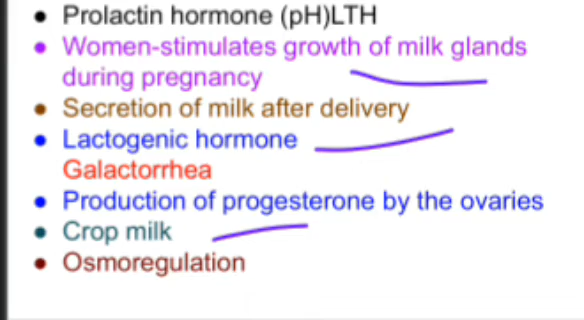 • Prolactin hormone (pH)LTH
• Women-stimulates growth of milk glands
during pregnancy
• Secretion of milk after delivery
• Lactogenic hormone
Galactorrhea
• Production of progesterone by the ovaries
• Crop milk
• Osmoregulation